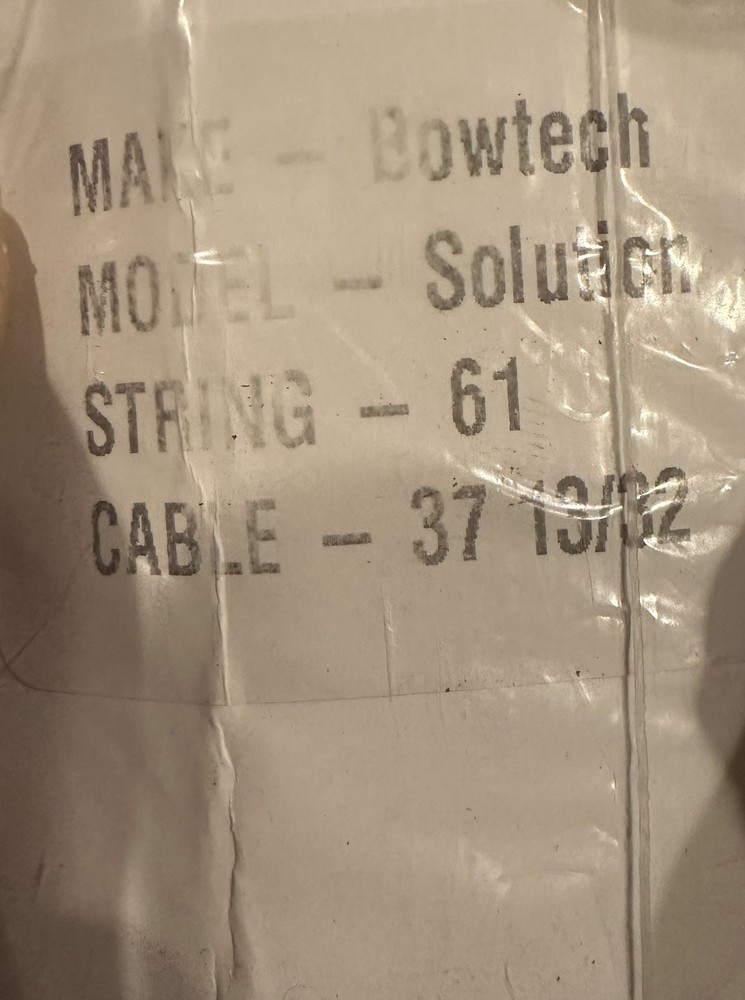 MAKE – Bowtech
MODEL – Solution
STRING – 61
CABLE – 37 13/32